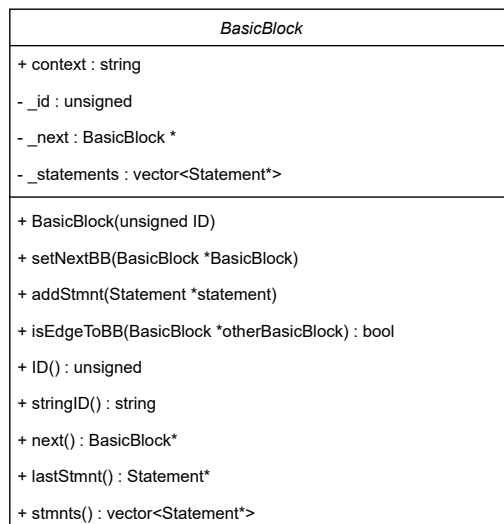 BasicBlock
+ context : string
- _id : unsigned
- _next : BasicBlock *
- _statements : vector<Statement*>
+ BasicBlock(unsigned ID)
+ setNextBB(BasicBlock *BasicBlock)
+ addStmnt(Statement *statement)
+ isEdgeToBB(BasicBlock *otherBasicBlock) : bool
+ ID() : unsigned
+ stringID() : string
+ next() : BasicBlock*
+ lastStmnt() : Statement*
+ stmnts() : vector<Statement*>